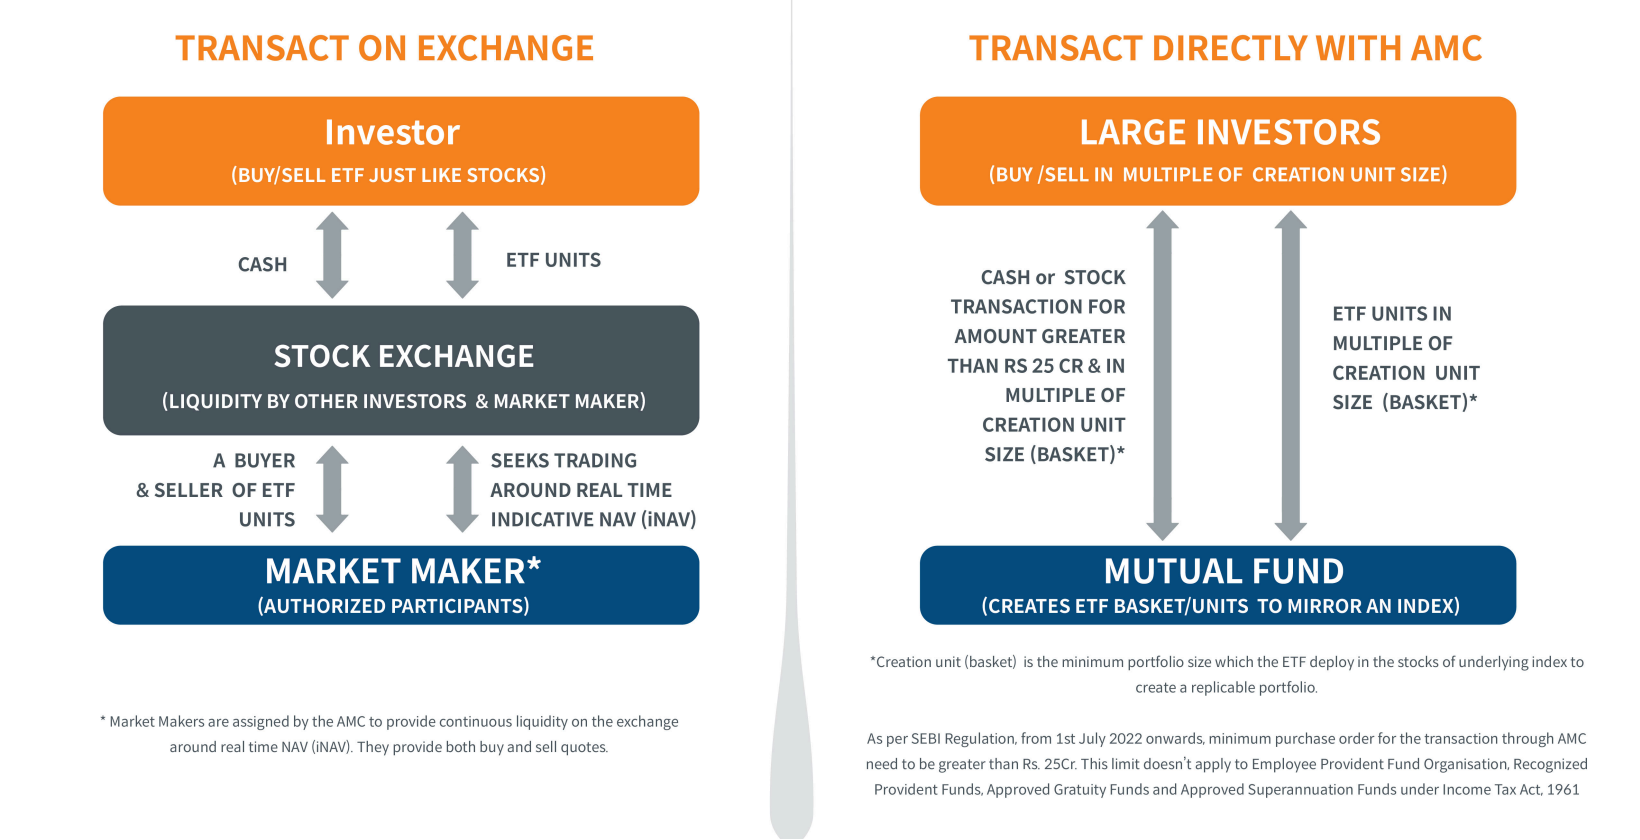 TRANSACT ON EXCHANGE
Investor
(BUY/SELL ETF JUST LIKE STOCKS)
CASH
ETF UNITS
STOCK EXCHANGE
(LIQUIDITY BY OTHER INVESTORS & MARKET MAKER)
A BUYER
& SELLER OF ETF
UNITS
SEEKS TRADING
AROUND REAL TIME
INDICATIVE NAV (iNAV)
MARKET MAKER*
(AUTHORIZED PARTICIPANTS)
* Market Makers are assigned by the AMC to provide continuous liquidity on the exchange
around real time NAV (iNAV). They provide both buy and sell quotes.
TRANSACT DIRECTLY WITH AMC
LARGE INVESTORS
(BUY /SELL IN MULTIPLE OF CREATION UNIT SIZE)
CASH or STOCK
TRANSACTION FOR
AMOUNT GREATER
THAN RS 25 CR & IN
MULTIPLE OF
CREATION UNIT
SIZE (BASKET)*
ETF UNITS IN
MULTIPLE OF
CREATION UNIT
SIZE (BASKET)*
MUTUAL FUND
(CREATES ETF BASKET/UNITS TO MIRROR AN INDEX)
*Creation unit (basket) is the minimum portfolio size which the ETF deploy in the stocks of underlying index to
create a replicable portfolio.
As per SEBI Regulation, from 1st July 2022 onwards, minimum purchase order for the transaction through AMC
need to be greater than Rs. 25Cr. This limit doesn't apply to Employee Provident Fund Organisation, Recognized
Provident Funds, Approved Gratuity Funds and Approved Superannuation Funds under Income Tax Act, 1961